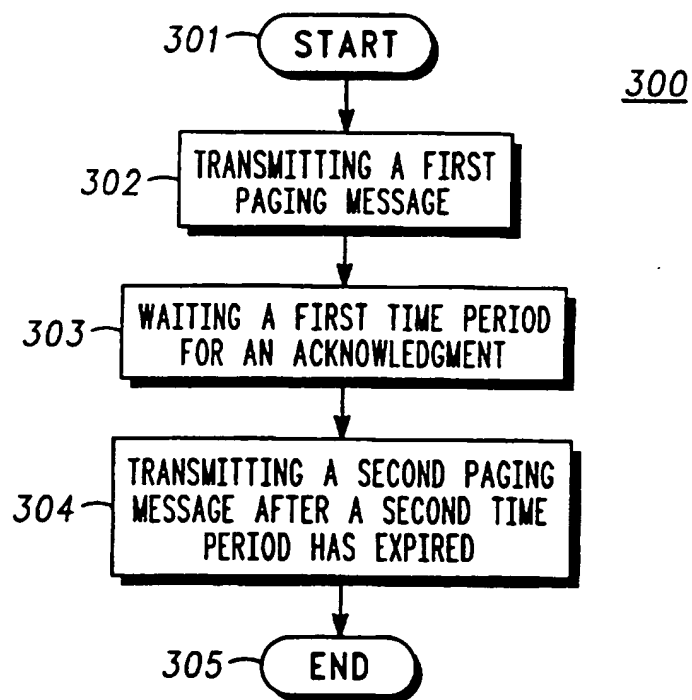 301
START
300
302
TRANSMITTING A FIRST
PAGING MESSAGE
303
WAITING A FIRST TIME PERIOD
FOR AN ACKNOWLEDGMENT
304
TRANSMITTING A SECOND PAGING
MESSAGE AFTER A SECOND TIME
PERIOD HAS EXPIRED
305
END